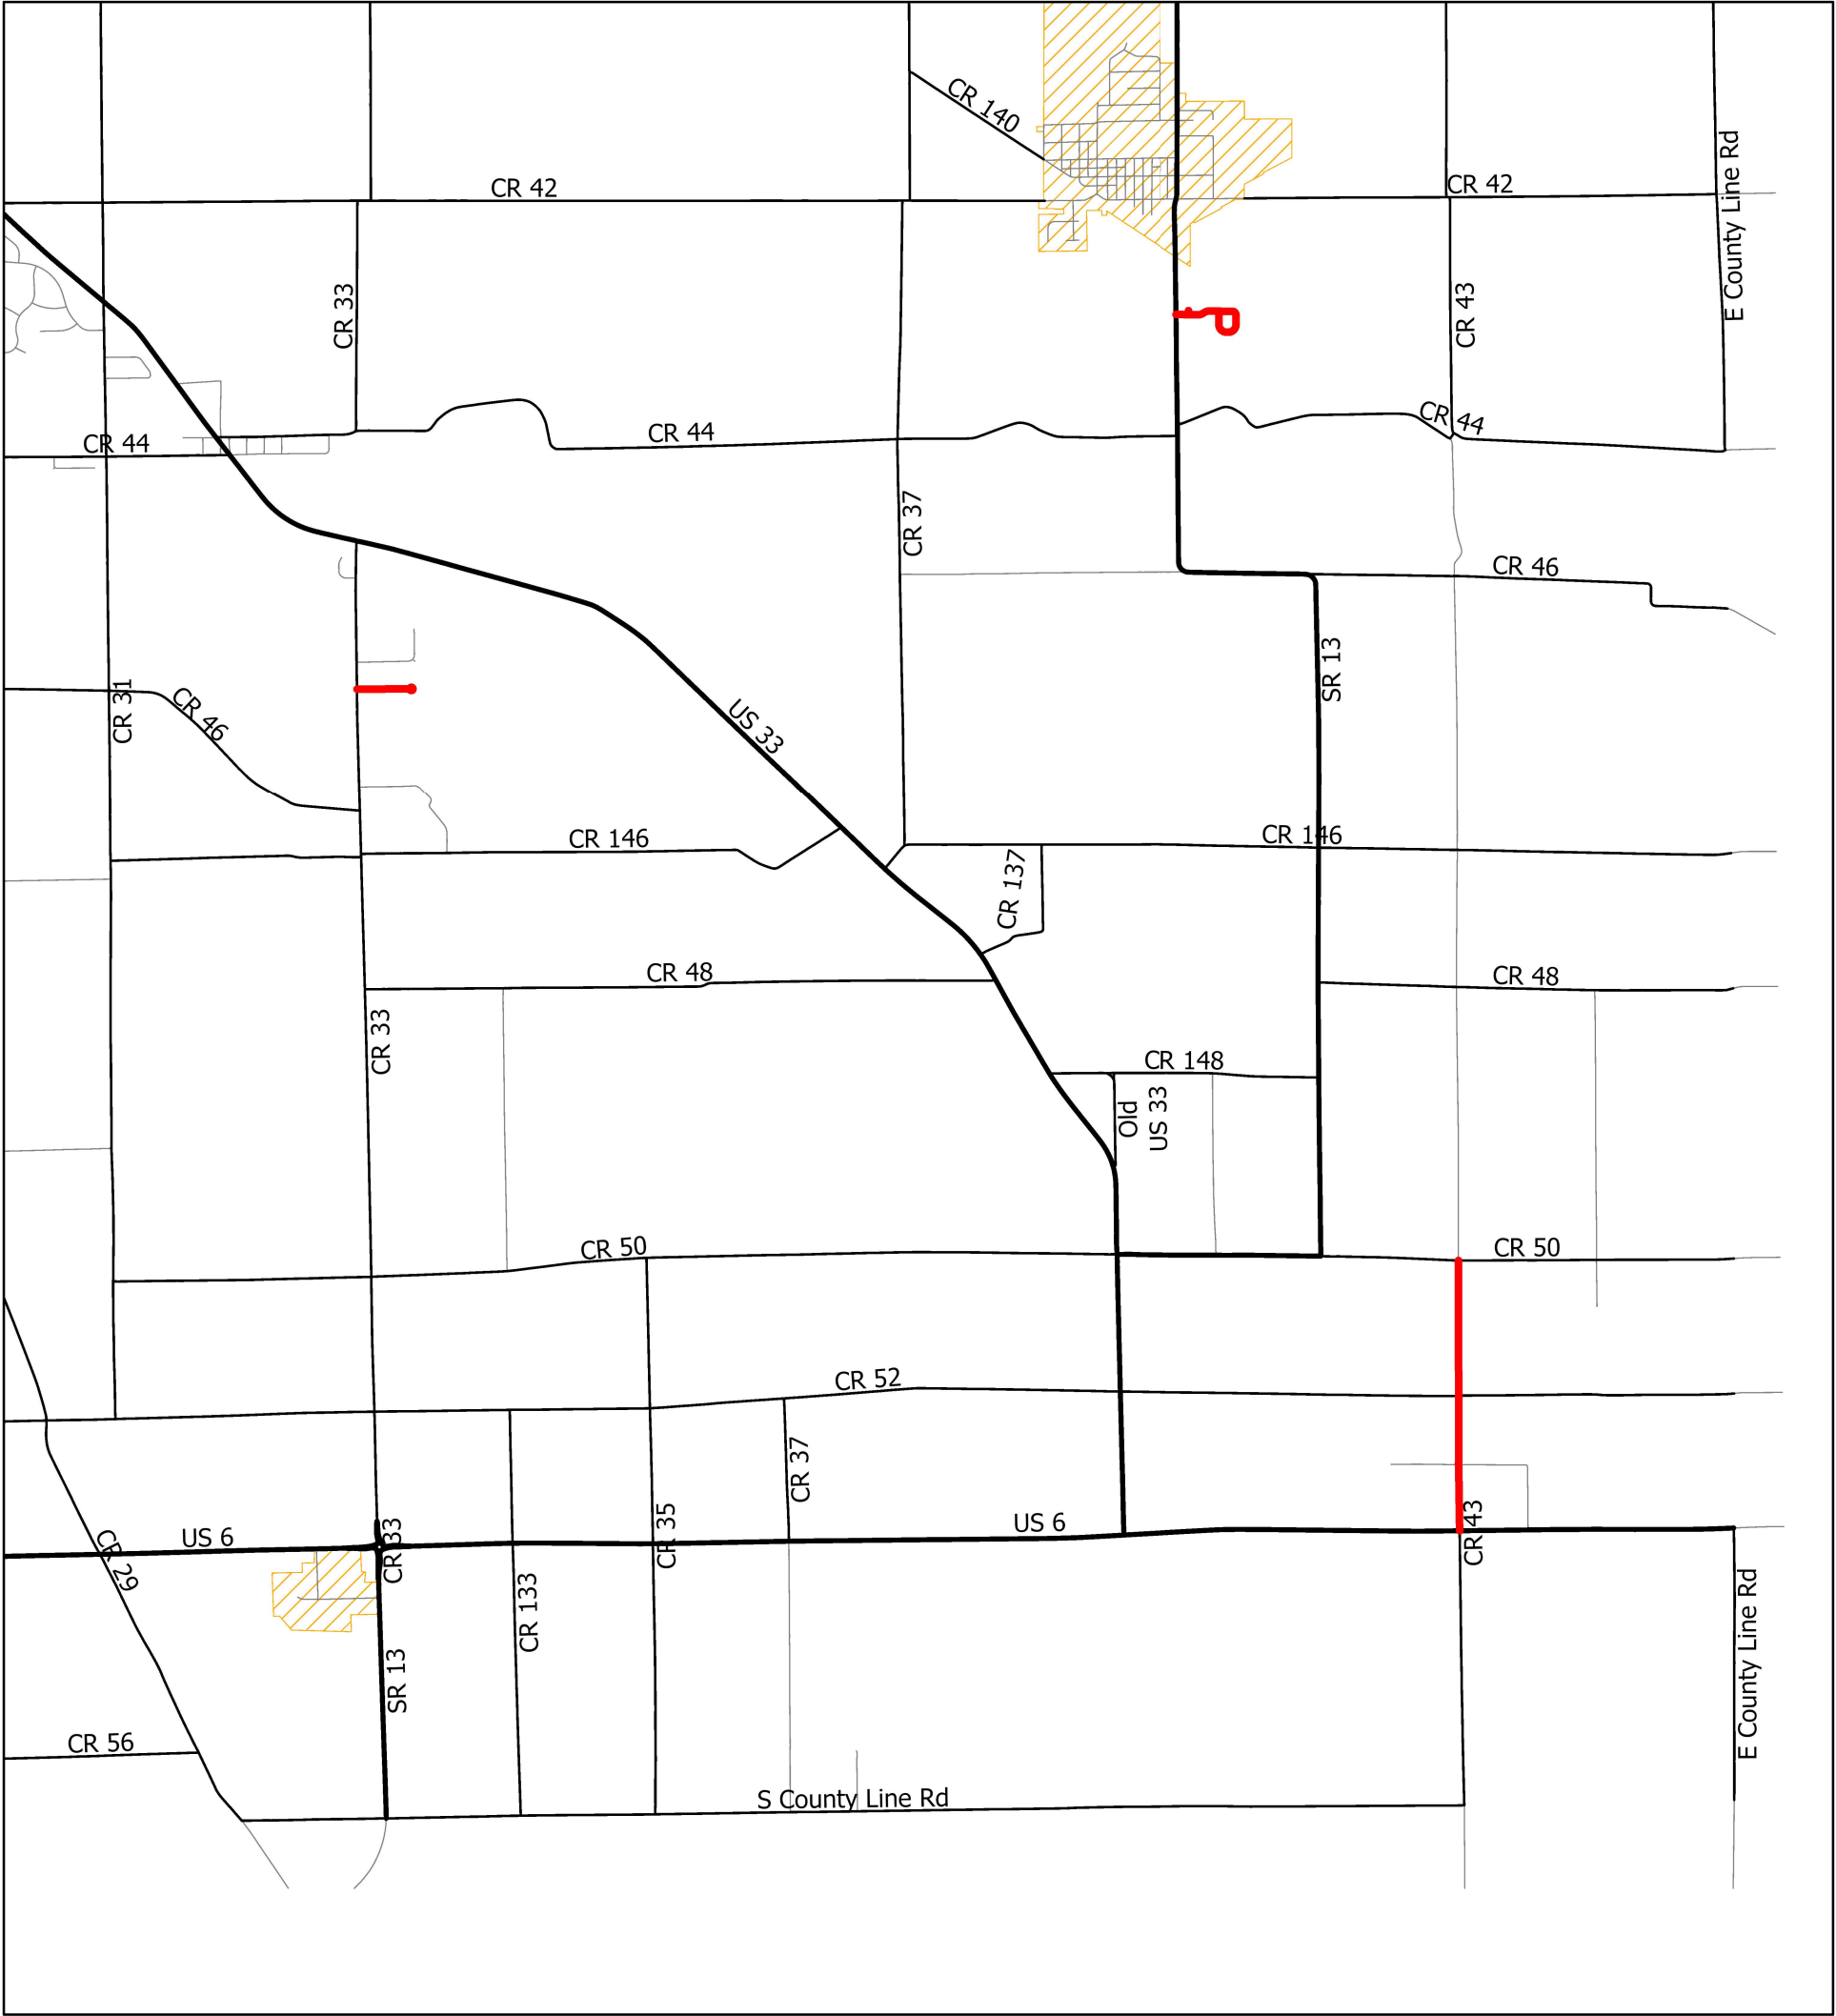 CR 140
CR 42
CR 42
E County Line Rd
CR 33
CR 43
CR 44
CR 44
CR 44
CR 37
CR 46
SR 13
CR 31
CR 46
US 33
CR 146
CR 146
CR 137
CR 48
CR 48
CR 33
CR 148
Old
US 33
CR 50
CR 50
CR 52
CR 37
US 6
CR 33
CR 35
US 6
CR 43
CR 29
CR 133
E County Line Rd
SR 13
CR 56
S County Line Rd